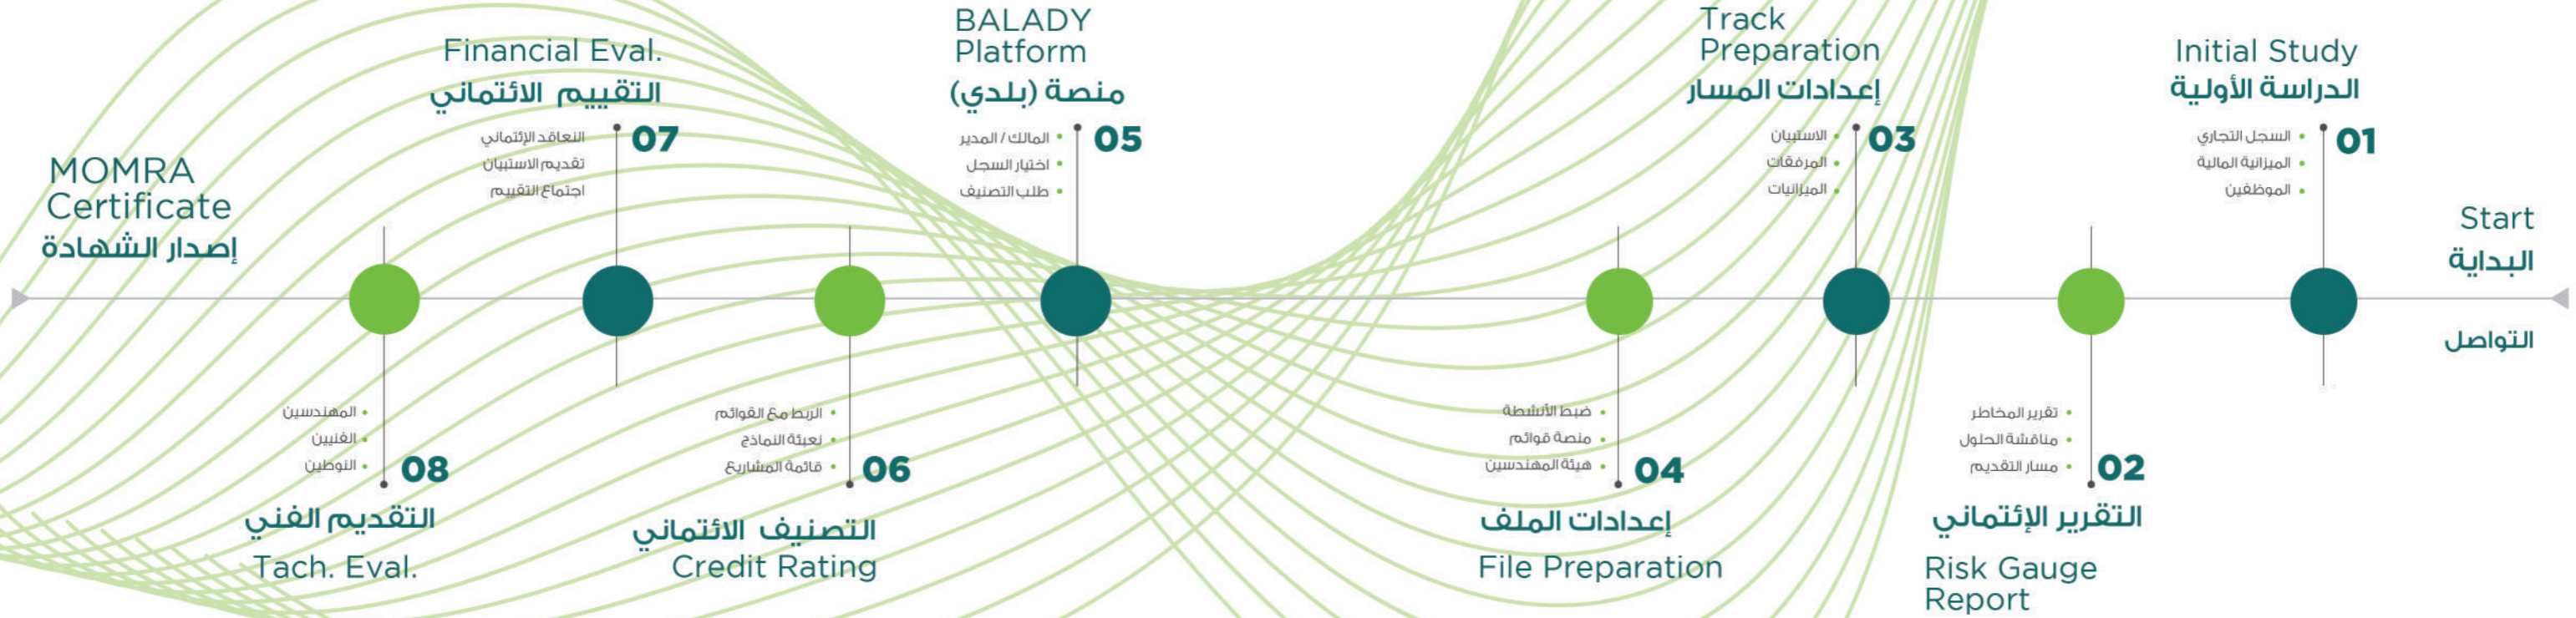 Start
البداية
التواصل
Initial Study
الدراسة الأولية
01
السجل التجاري
الميزانية المالية
الموظفين
02
تقرير المخاطر
مناقشة الحلول
مسار التقديم
التقرير الإئتماني
Risk Gauge
Report
Track
Preparation
إعدادات المسار
03
الاستبيان
المرفقات
الميزانيات
04
ضبط الأنشطة
منصة قوائم
هيئة المهندسين
إعدادات الملف
File Preparation
BALADY
Platform
منصة (بلدي)
05
المالك / المدير
اختيار السجل
طلب التصنيف
06
الربط مع القوائم
تعبئة النماذج
قائمة المشاريع
التصنيف الائتماني
Credit Rating
Financial Eval.
التقييم الائتماني
07
التعاقد الإئتماني
تقديم الاستبيان
اجتماع التقييم
08
المهندسين
الفنيين
التوطين
التقديم الفني
Tach. Eval.
MOMRA
Certificate
إصدار الشهادة